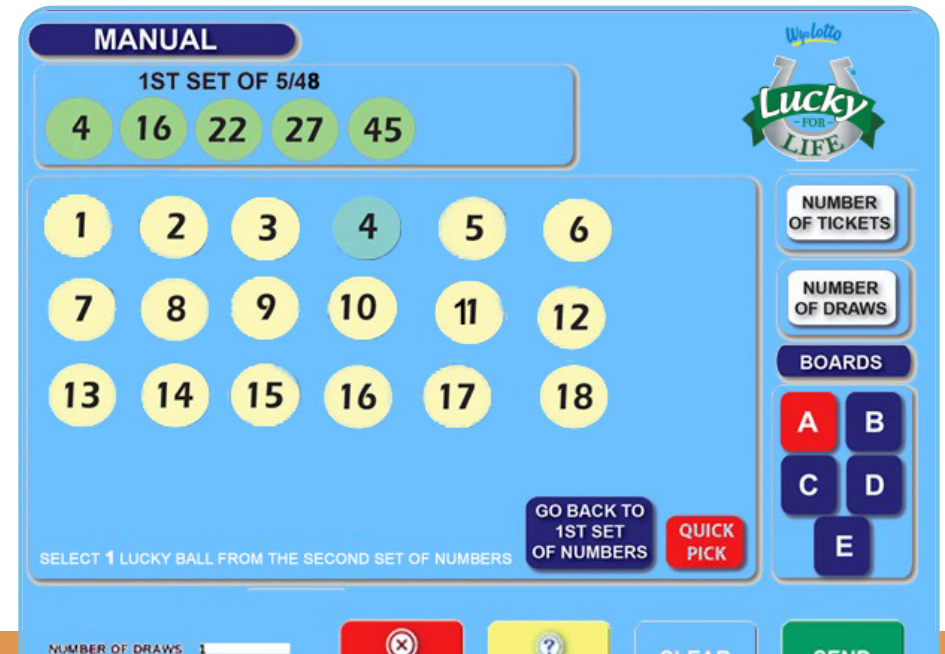 MANUAL
1ST SET OF 5/48
4 16 22 27 45
Wyolotto
Lucky
-FOR-
LIFE
1 2 3 4 5 6
7 8 9 10 11 12
13 14 15 16 17 18
SELECT 1 LUCKY BALL FROM THE SECOND SET OF NUMBERS
GO BACK TO
1ST SET
OF NUMBERS
QUICK
PICK
NUMBER
OF TICKETS
NUMBER
OF DRAWS
BOARDS
A B
C D
E
NUMBER OF DRAWS 1
?
CLEAR
SEND